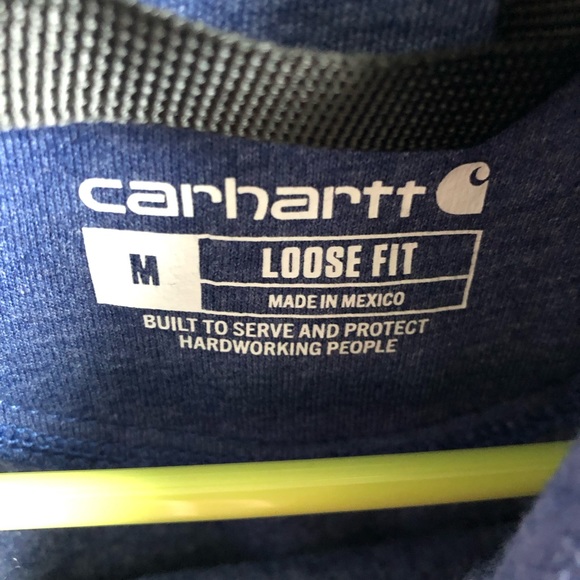 carhartt
M
LOOSE FIT
MADE IN MEXICO
BUILT TO SERVE AND PROTECT
HARDWORKING PEOPLE